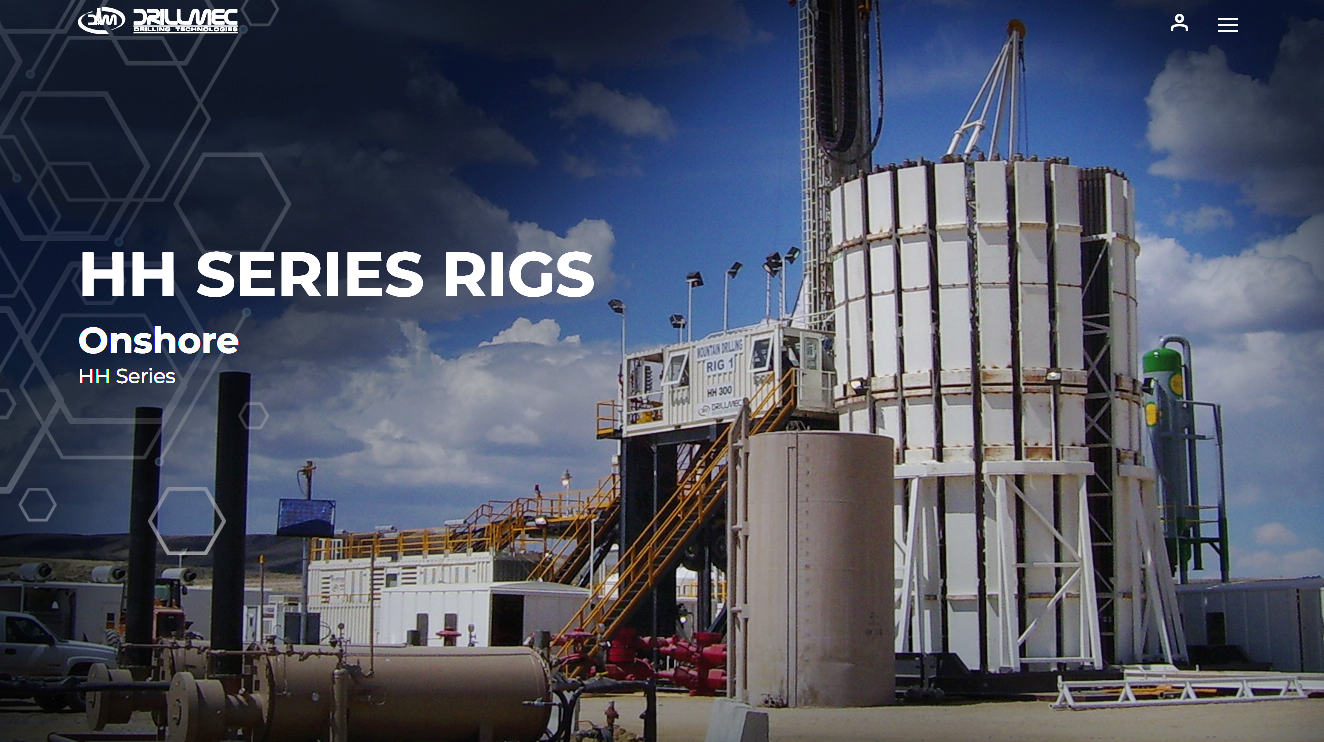 DRILLMEC
DRILLING TECHNOLOGIES
HH SERIES RIGS
Onshore
HH Series
MOUNTAIN DRILLING
RIG 1
HH 300
DRILLMEC